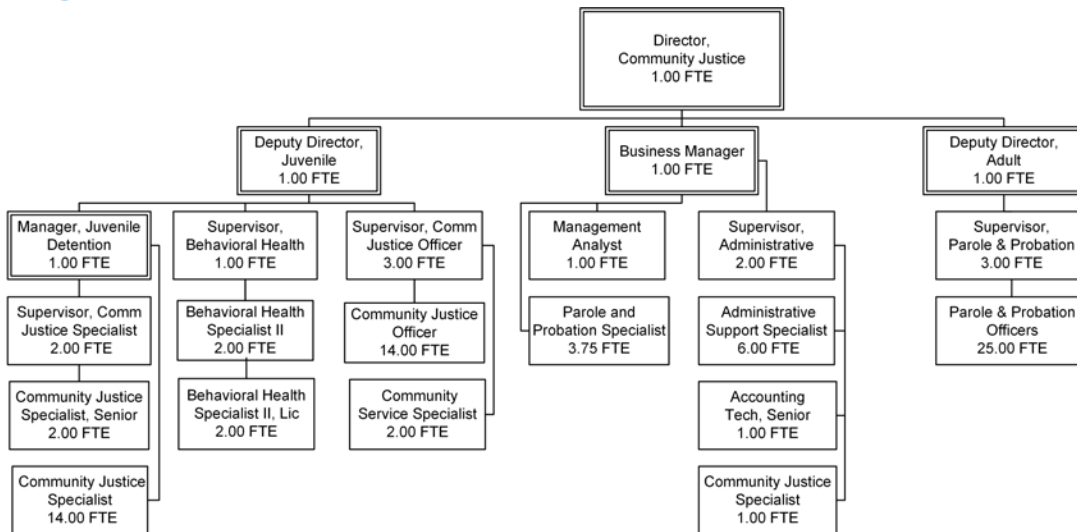 Director,
Community Justice
1.00 FTE
Deputy Director,
Juvenile
1.00 FTE
Business Manager
1.00 FTE
Deputy Director,
Adult
1.00 FTE
Manager, Juvenile
Detention
1.00 FTE
Supervisor,
Behavioral Health
1.00 FTE
Supervisor, Comm
Justice Officer
3.00 FTE
Management
Analyst
1.00 FTE
Supervisor,
Administrative
2.00 FTE
Supervisor,
Parole & Probation
3.00 FTE
Supervisor, Comm
Justice Specialist
2.00 FTE
Behavioral Health
Specialist II
2.00 FTE
Community Justice
Officer
14.00 FTE
Parole and
Probation Specialist
3.75 FTE
Administrative
Support Specialist
6.00 FTE
Parole & Probation
Officers
25.00 FTE
Community Justice
Specialist, Senior
2.00 FTE
Behavioral Health
Specialist II, Lic
2.00 FTE
Community
Service Specialist
2.00 FTE
Accounting
Tech, Senior
1.00 FTE
Community Justice
Specialist
14.00 FTE
Community Justice
Specialist
1.00 FTE